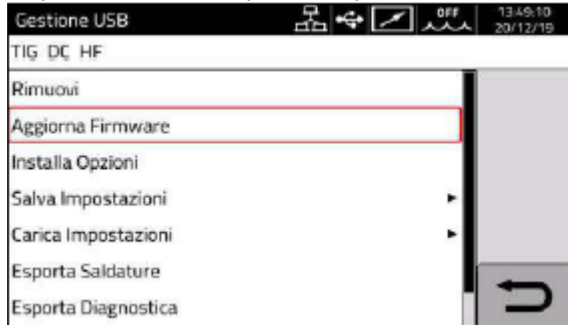 Gestione USB OFF 13:49:10
20/12/19
TIG DC HF
Rimuovi
Aggiorna Firmware
Installa Opzioni
Salva Impostazioni
Carica Impostazioni
Esporta Saldature
Esporta Diagnostica